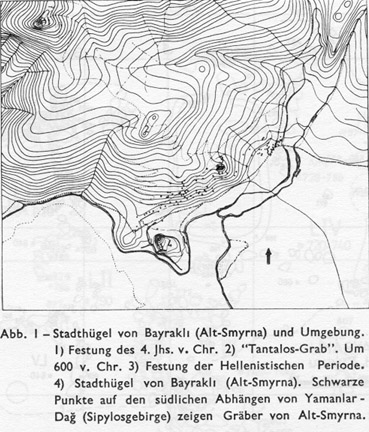 Abb. I – Stadthügel von Bayraklı (Alt-Smyrna) und Umgebung.
1) Festung des 4. Jhs. v. Chr. 2) "Tantalos-Grab". Um
600 v. Chr. 3) Festung der Hellenistischen Periode.
4) Stadthügel von Bayraklı (Alt-Smyrna). Schwarze
Punkte auf den südlichen Abhängen von Yamanlar-
Dağ (Sipylosgebirge) zeigen Gräber von Alt-Smyrna.